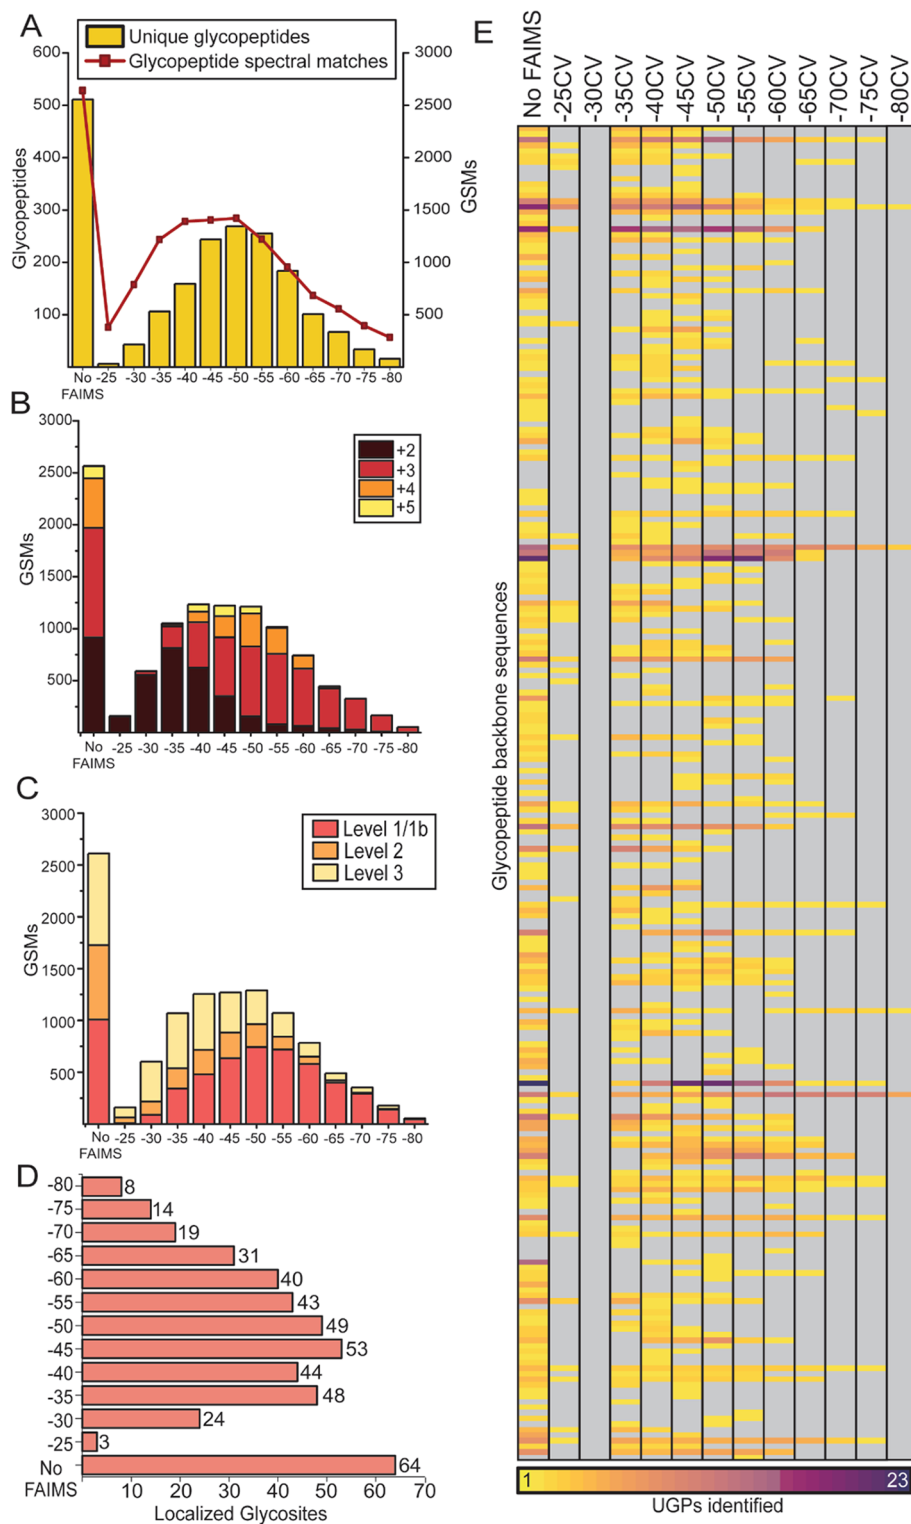 A
Unique glycopeptides
Glycopeptide spectral matches
600
500
400
300
200
100
Glycopeptides
3000
2500
2000
1500
1000
500
GSMs
No FAIMS -25 -30 -35 -40 -45 -50 -55 -60 -65 -70 -75 -80
B
3000
2500
2000
1500
1000
500
GSMs
+2
+3
+4
+5
No FAIMS -25 -30 -35 -40 -45 -50 -55 -60 -65 -70 -75 -80
C
3000
2500
2000
1500
1000
500
GSMs
Level 1/1b
Level 2
Level 3
No FAIMS -25 -30 -35 -40 -45 -50 -55 -60 -65 -70 -75 -80
D
-80 8
-75 14
-70 19
-65 31
-60 40
-55 43
-50 49
-45 53
-40 44
-35 48
-30 24
-25 3
No FAIMS 64
10 20 30 40 50 60 70
Localized Glycosites
E
No FAIMS
-25CV
-30CV
-35CV
-40CV
-45CV
-50CV
-55CV
-60CV
-65CV
-70CV
-75CV
-80CV
Glycopeptide backbone sequences
1 23
UGPs identified